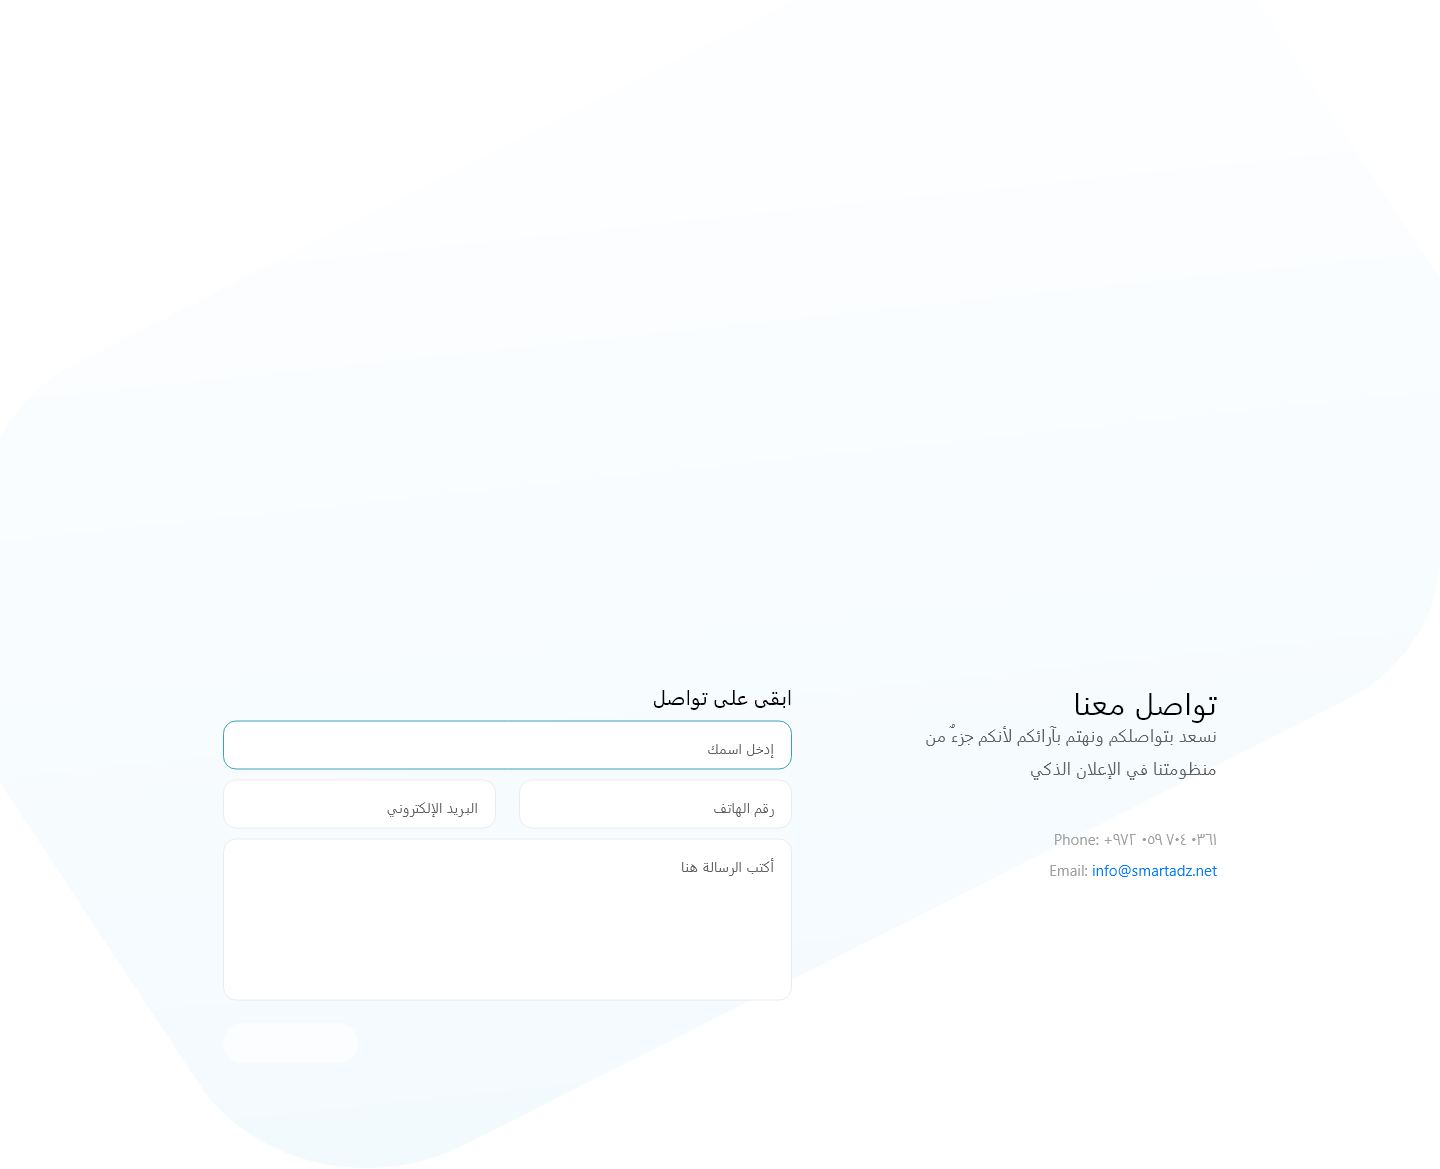 تواصل معنا
نسعد بتواصلكم ونهتم بآرائكم لأنكم جزءٌ من
منظومتنا في الإعلان الذكي
Phone: +٩٧٢ ٠٥٩ ٧٠٤ ٠٣٦١
Email: info@smartadz.net
ابقى على تواصل
إدخل اسمك
رقم الهاتف
البريد الإلكتروني
أكتب الرسالة هنا